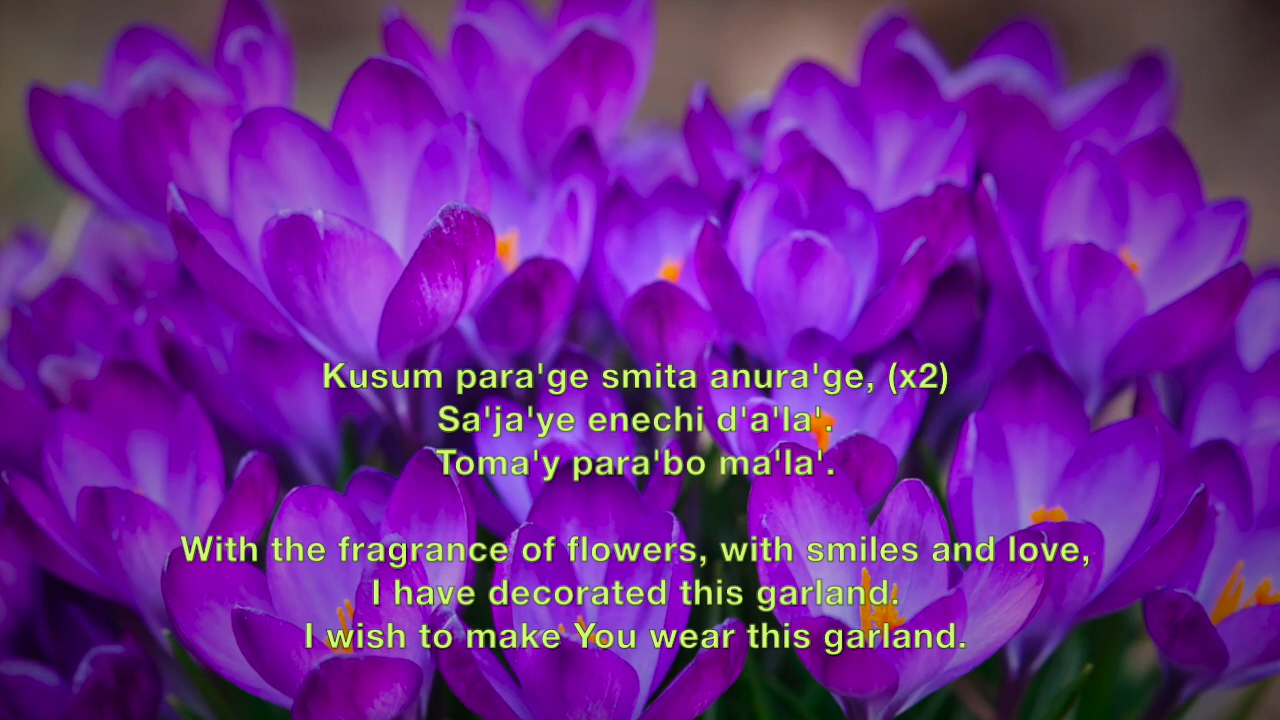 Kusum para'ge smita anura'ge, (x2)
Sa'ja'ye enechi d'a'la'.
Toma'y para'bo ma'la'.
With the fragrance of flowers, with smiles and love,
I have decorated this garland.
I wish to make You wear this garland.